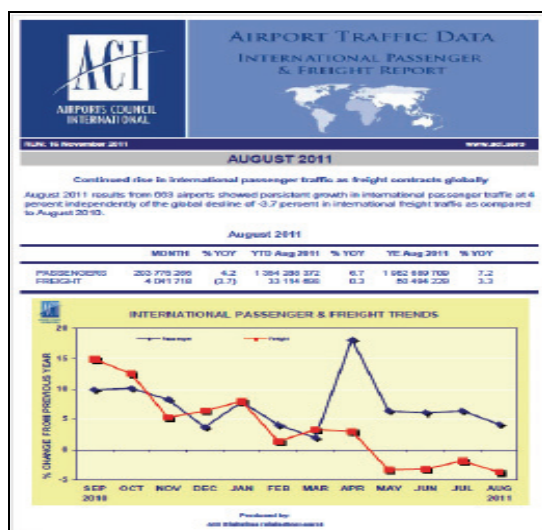 AIRPORT TRAFFIC DATA
INTERNATIONAL PASSENGER
& FREIGHT REPORT
ACI
AIRPORTS COUNCIL
INTERNATIONAL
RUN: 16 November 2011
www.aci.aero
AUGUST 2011
Continued rise in international passenger traffic as freight contracts globally
August 2011 results from 663 airports showed persistent growth in international passenger traffic at 4
percent independently of the global decline of -3.7 percent in international freight traffic as compared
to August 2010.
August 2011
MONTH % YOY YTD Aug 2011 % YOY YE Aug 2011 % YOY
PASSENGERS 4.2 6.7 7.2
FREIGHT (3.7) 0.3 3.3
INTERNATIONAL PASSENGER & FREIGHT TRENDS
Passenger Freight
% CHANGE FROM PREVIOUS YEAR
20
15
10
5
0
-5
SEP OCT NOV DEC JAN FEB MAR APR MAY JUN JUL AUG
2010 2011
Produced by: